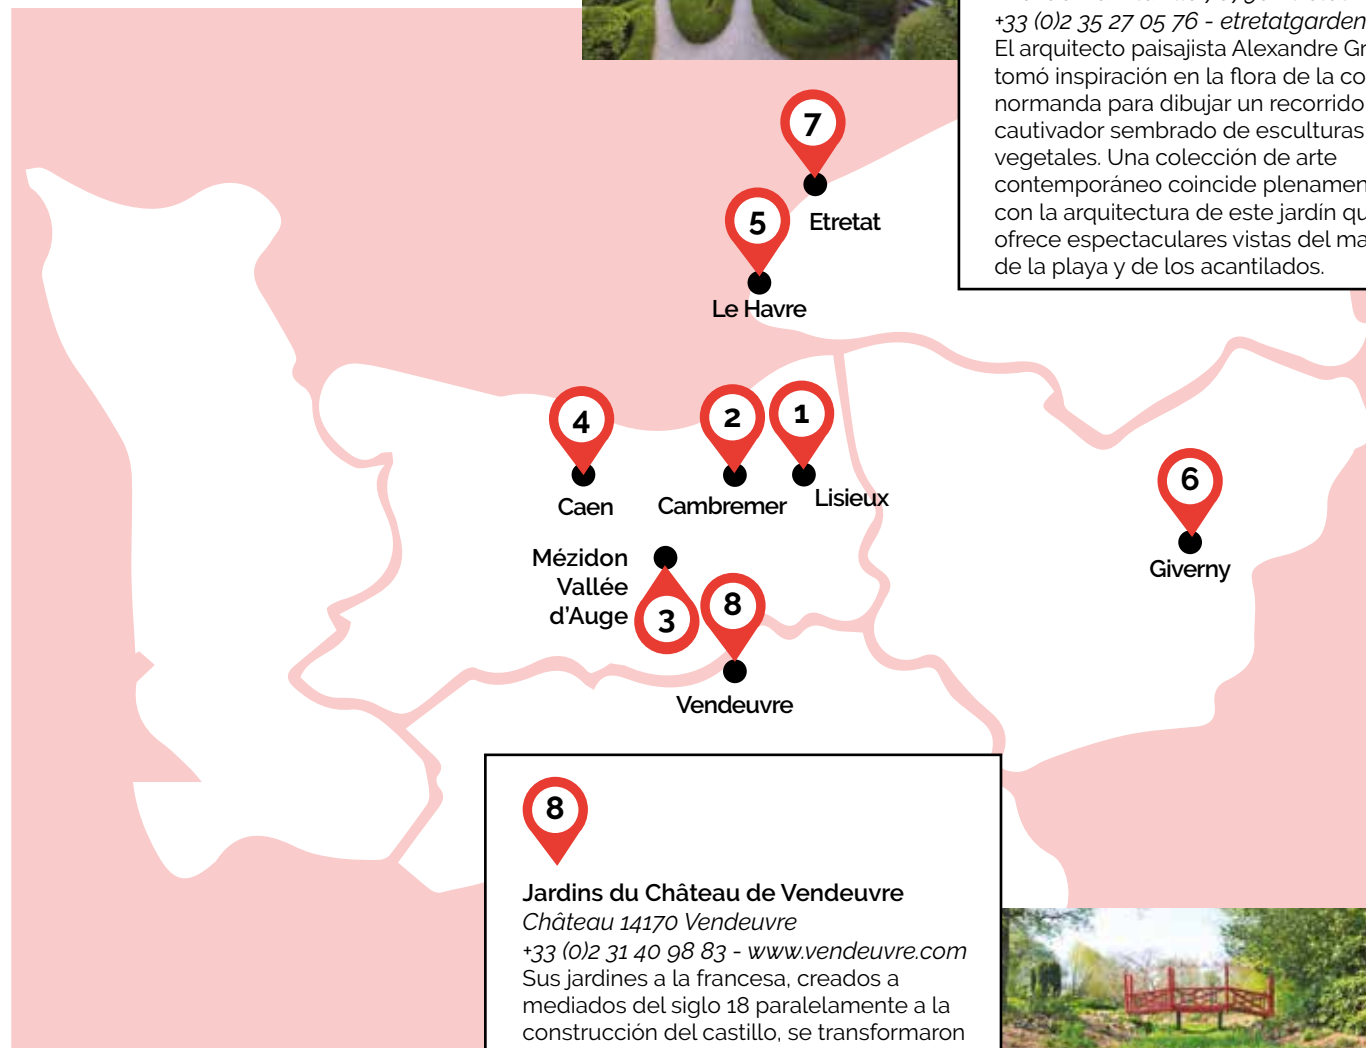 +33 (0)2 35 27 05 76 - etretatgarden
El arquitecto paisajista Alexandre
tomó inspiración en la flora de la
normanda para dibujar un recorrido
cautivador sembrado de esculturas
vegetales. Una colección de arte
contemporáneo coincide
con la arquitectura de este jardín
ofrece espectaculares vistas del
de la playa y de los acantilados.
7
Etretat
5
Le Havre
4
Caen
2
Cambremer
1
Lisieux
6
Giverny
Mézidon
Vallée
d'Auge
3
8
Vendeuvre
8
Jardins du Château de Vendeuvre
Château 14170 Vendeuvre
+33 (0)2 31 40 98 83 - www.vendeuvre.com
Sus jardines a la francesa, creados a
mediados del siglo 18 paralelamente a la
construcción del castillo, se transformaron